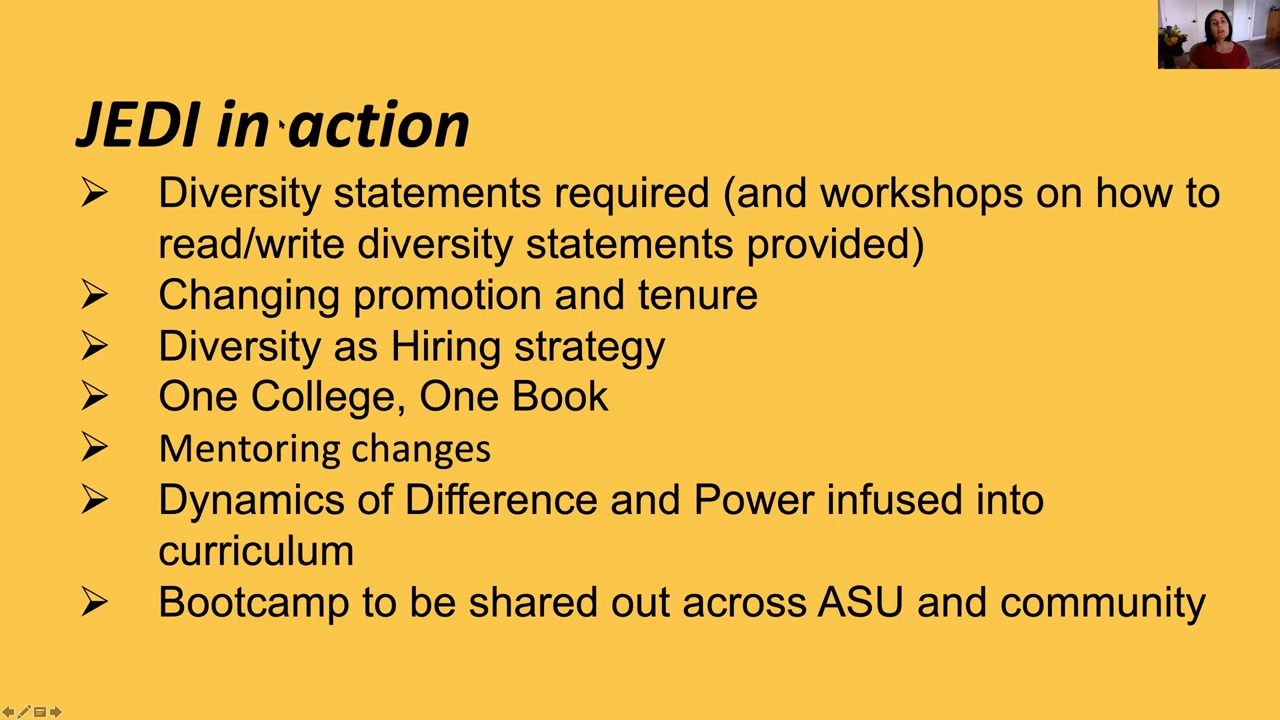 JEDI in action
➢ Diversity statements required (and workshops on how to
read/write diversity statements provided)
➢ Changing promotion and tenure
➢ Diversity as Hiring strategy
➢ One College, One Book
➢ Mentoring changes
➢ Dynamics of Difference and Power infused into
curriculum
➢ Bootcamp to be shared out across ASU and community